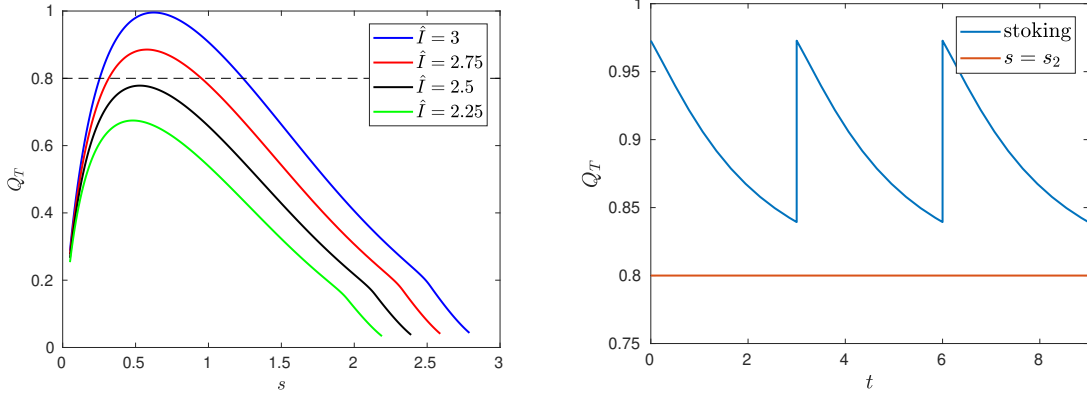 1
0.8
0.6
0.4
0.2
0
Q_T
0
0.5
1
1.5
2
2.5
3
s
Î = 3
Î = 2.75
Î = 2.5
Î = 2.25
1
0.95
0.9
0.85
0.8
0.75
Q_T
0
2
4
6
8
t
stoking
s = s₂